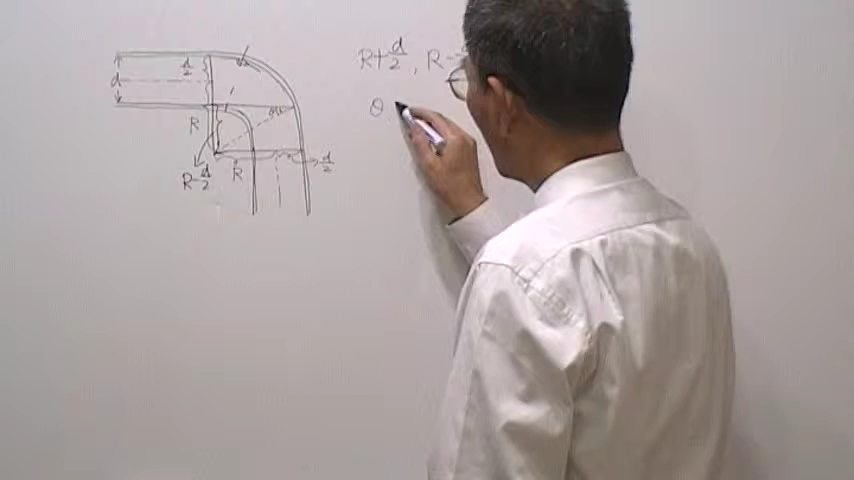 R+d/2, R-
θ
d
d/2
R
R-d/2
R
d/2